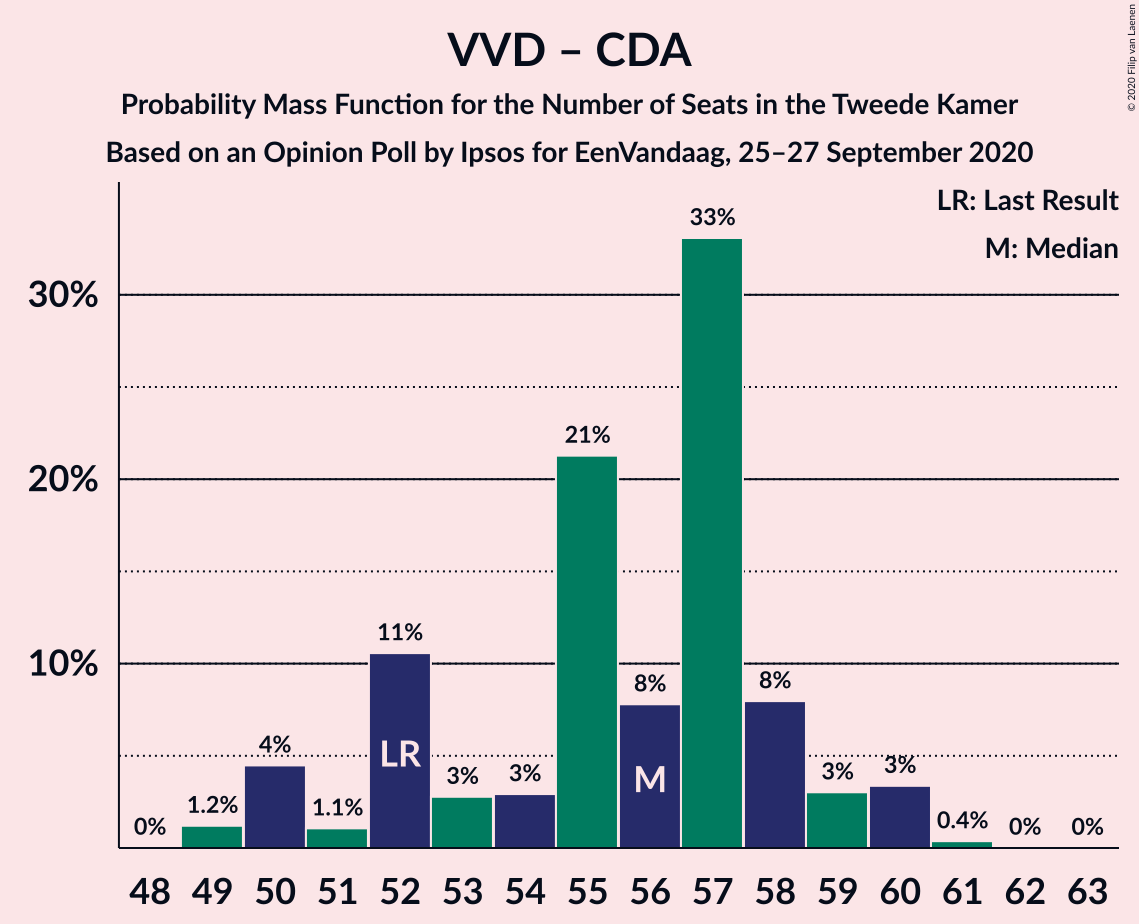 VVD – CDA
Probability Mass Function for the Number of Seats in the Tweede Kamer
Based on an Opinion Poll by Ipsos for EenVandaag, 25–27 September 2020
© 2020 Filip van Laenen
LR: Last Result
M: Median
30%
20%
10%
0%
1.2%
4%
1.1%
11%
3%
3%
21%
8%
33%
8%
3%
3%
0.4%
0%
0%
LR
M
48 49 50 51 52 53 54 55 56 57 58 59 60 61 62 63